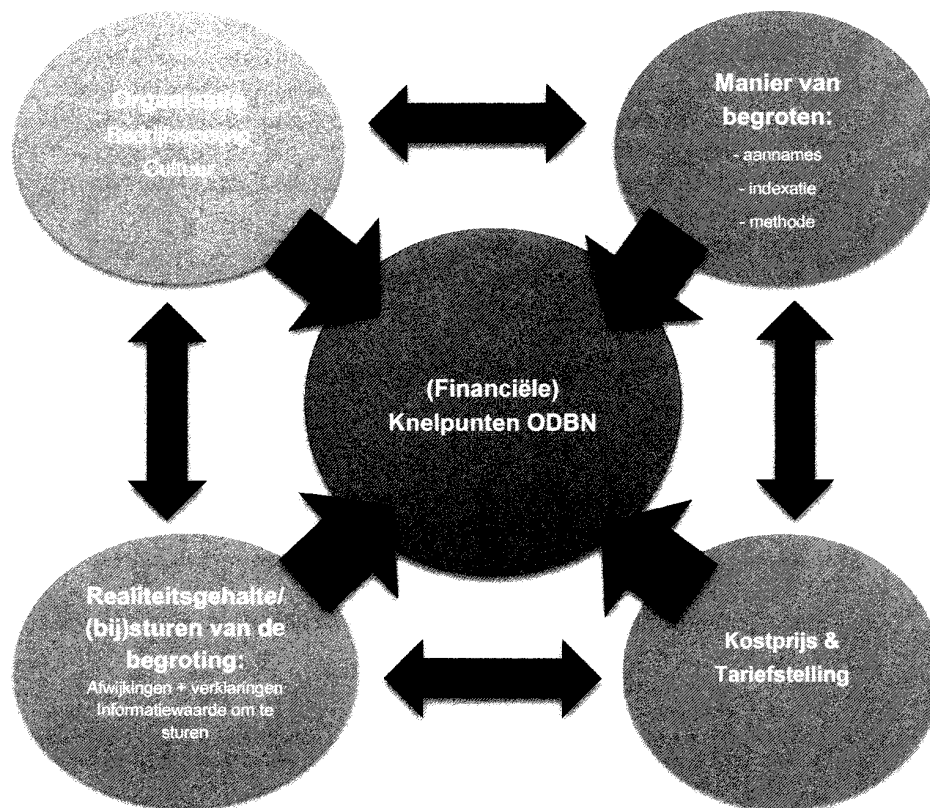 Organisatie
Bedrijfsvoering
Cultuur
Manier van
begroten:
- aannames
- indexatie
- methode
(Financiële)
Knelpunten ODBN
Realiteitsgehalte/
(bij)sturen van de
begroting:
Afwijkingen + verklaringen
Informatiewaarde om te
sturen
Kostprijs &
Tariefstelling